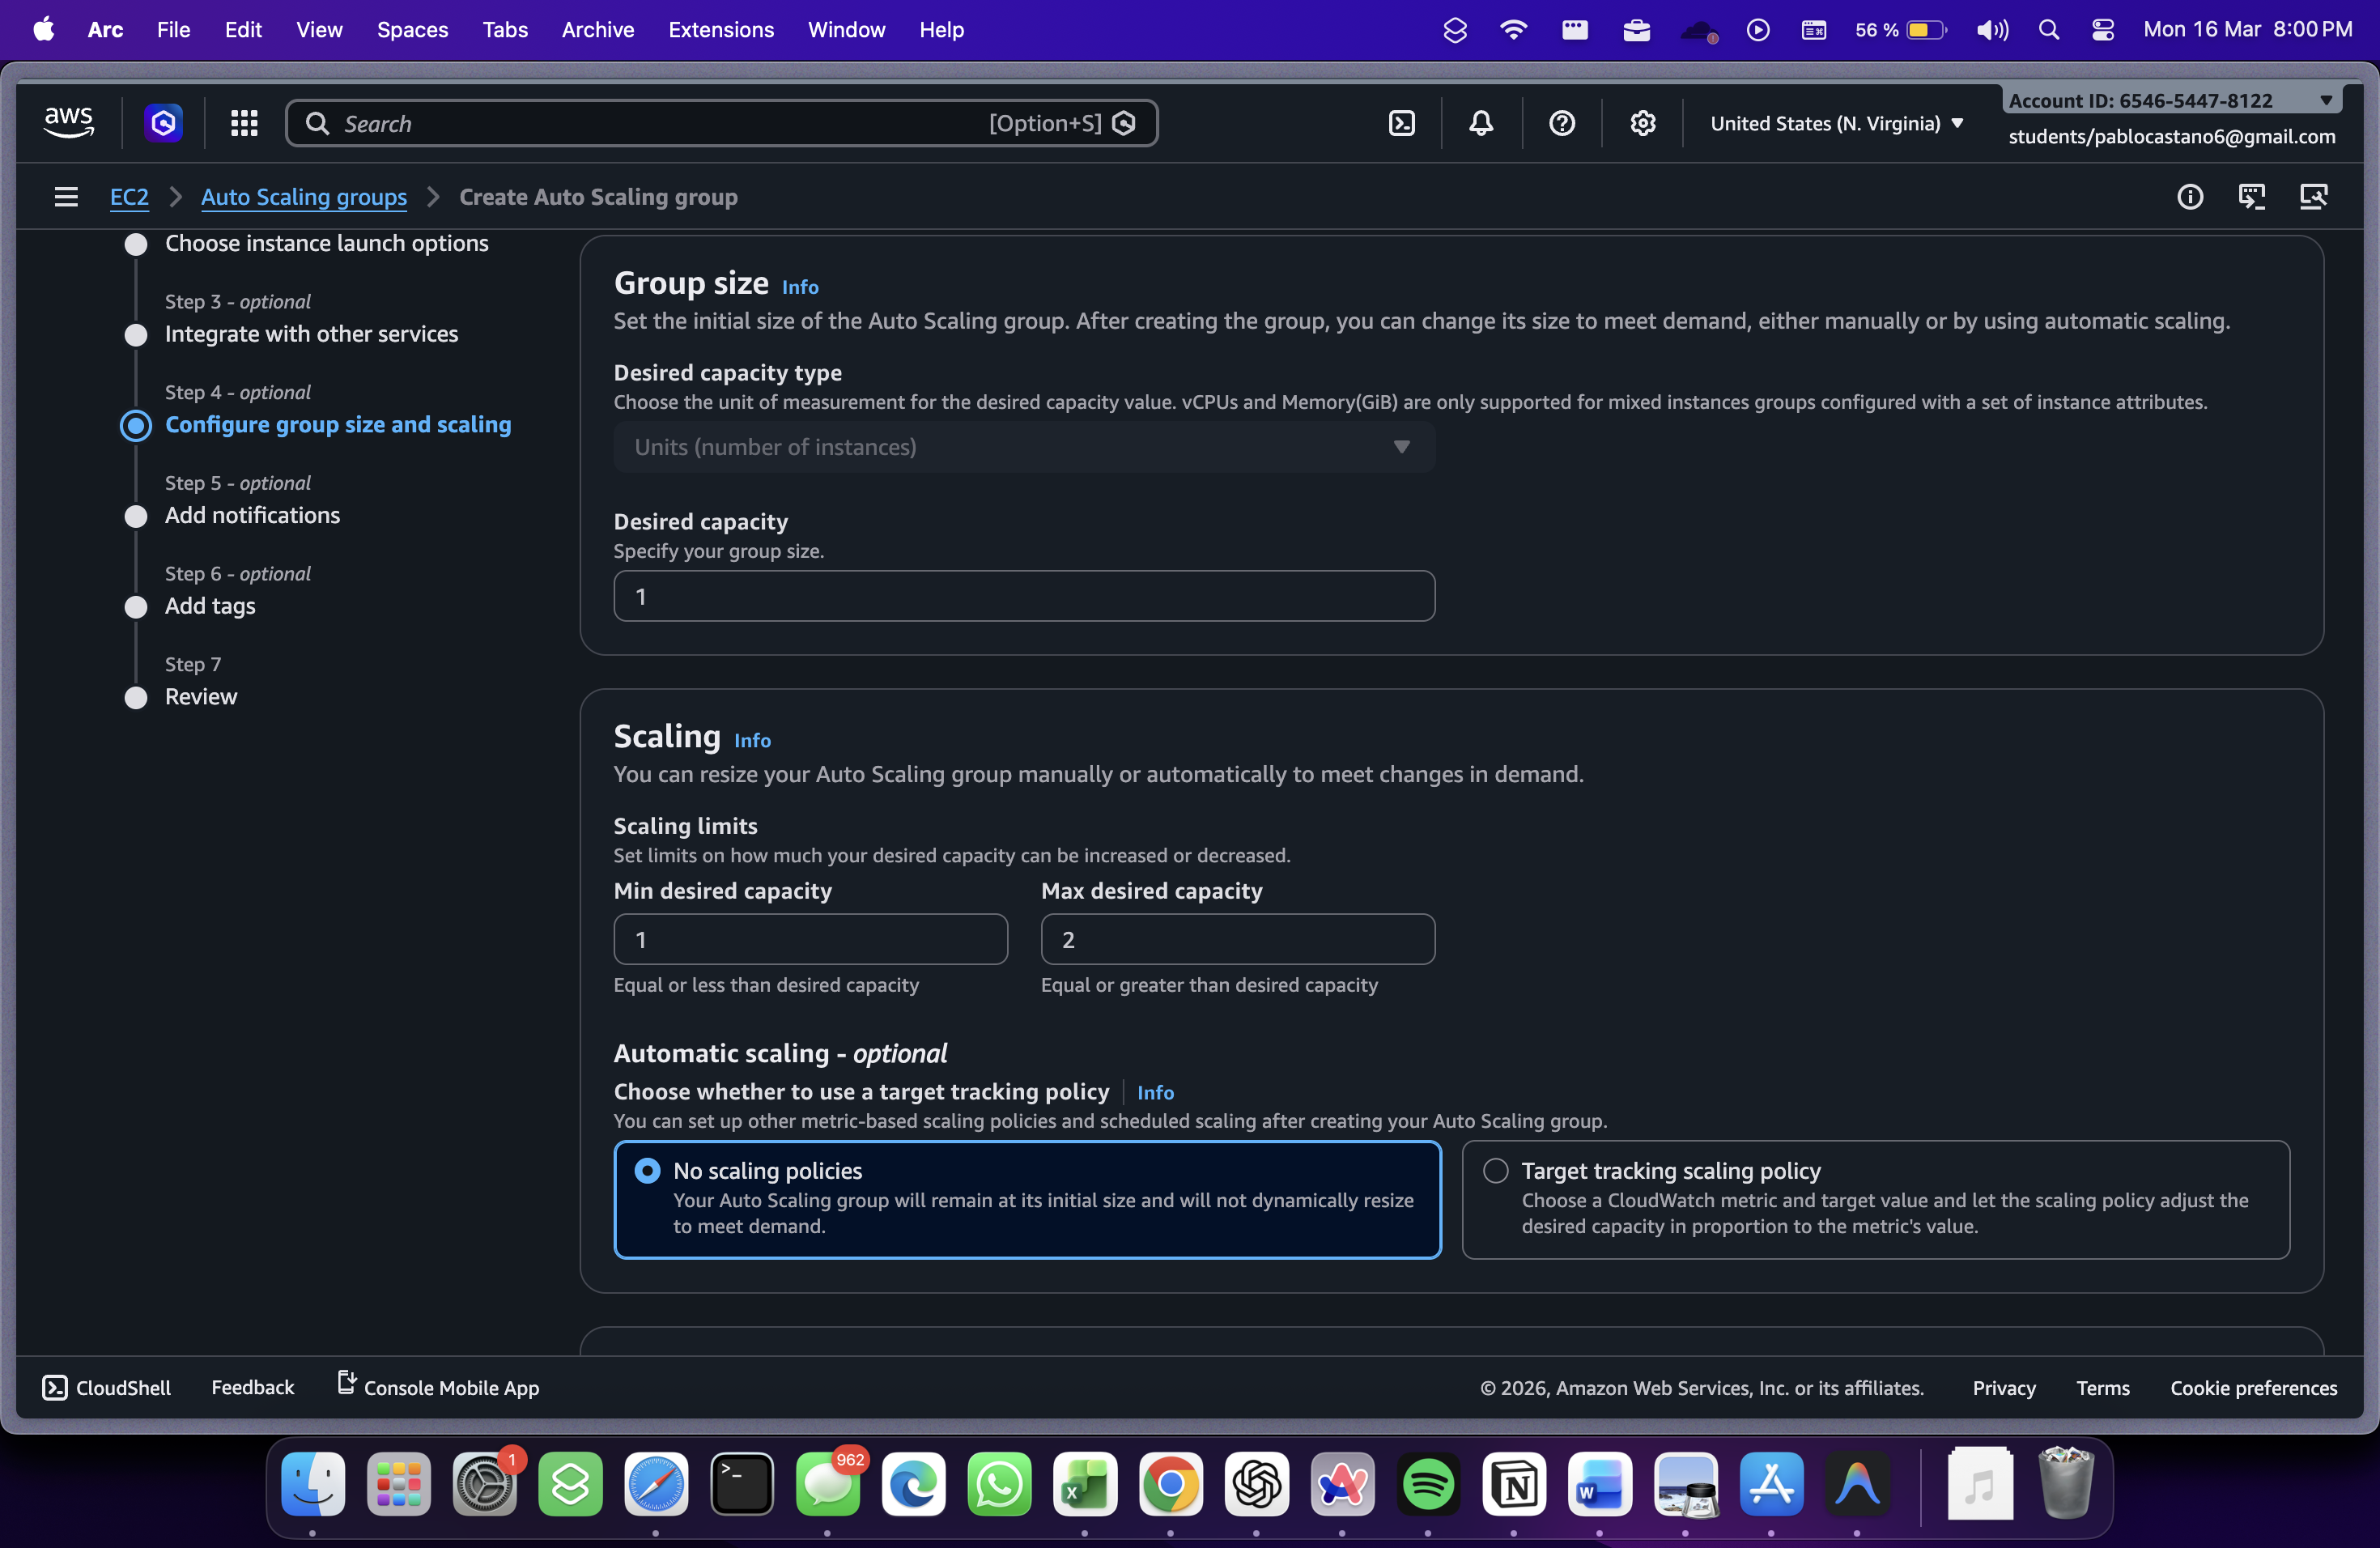 Arc File Edit View Spaces Tabs Archive Extensions Window Help 56 % Mon 16 Mar 8:00 PM
aws Search [Option+S] United States (N. Virginia) Account ID: 6546-5447-8122
students/pablocastano6@gmail.com
EC2 Auto Scaling groups Create Auto Scaling group
Choose instance launch options
Step 3 - optional
Integrate with other services
Step 4 - optional
Configure group size and scaling
Step 5 - optional
Add notifications
Step 6 - optional
Add tags
Step 7
Review
Group size Info
Set the initial size of the Auto Scaling group. After creating the group, you can change its size to meet demand, either manually or by using automatic scaling.
Desired capacity type
Choose the unit of measurement for the desired capacity value. vCPUs and Memory(GiB) are only supported for mixed instances groups configured with a set of instance attributes.
Units (number of instances)
Desired capacity
Specify your group size.
1
Scaling Info
You can resize your Auto Scaling group manually or automatically to meet changes in demand.
Scaling limits
Set limits on how much your desired capacity can be increased or decreased.
Min desired capacity Max desired capacity
1 2
Equal or less than desired capacity Equal or greater than desired capacity
Automatic scaling - optional
Choose whether to use a target tracking policy Info
You can set up other metric-based scaling policies and scheduled scaling after creating your Auto Scaling group.
No scaling policies
Your Auto Scaling group will remain at its initial size and will not dynamically resize
to meet demand.
Target tracking scaling policy
Choose a CloudWatch metric and target value and let the scaling policy adjust the
desired capacity in proportion to the metric's value.
CloudShell Feedback Console Mobile App © 2026, Amazon Web Services, Inc. or its affiliates. Privacy Terms Cookie preferences
1 962